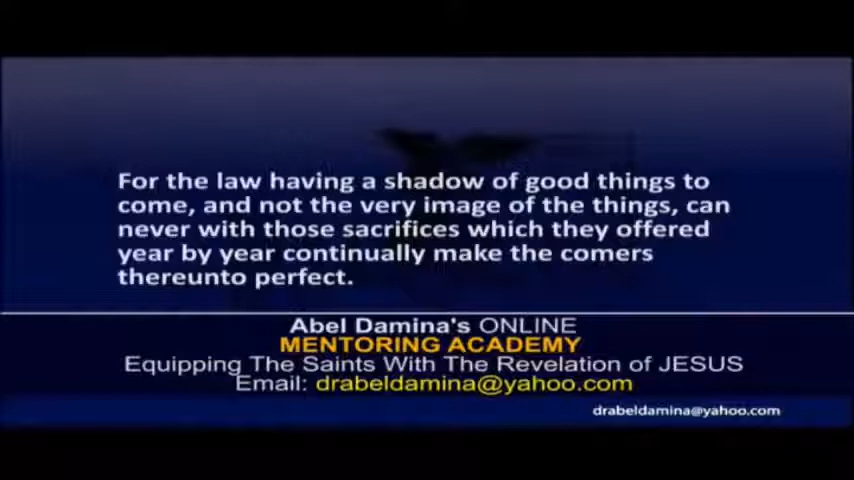 For the law having a shadow of good things to
come, and not the very image of the things, can
never with those sacrifices which they offered
year by year continually make the comers
thereunto perfect.
Abel Damina's ONLINE
MENTORING ACADEMY
Equipping The Saints With The Revelation of JESUS
Email: drabeldamina@yahoo.com
drabeldamina@yahoo.com